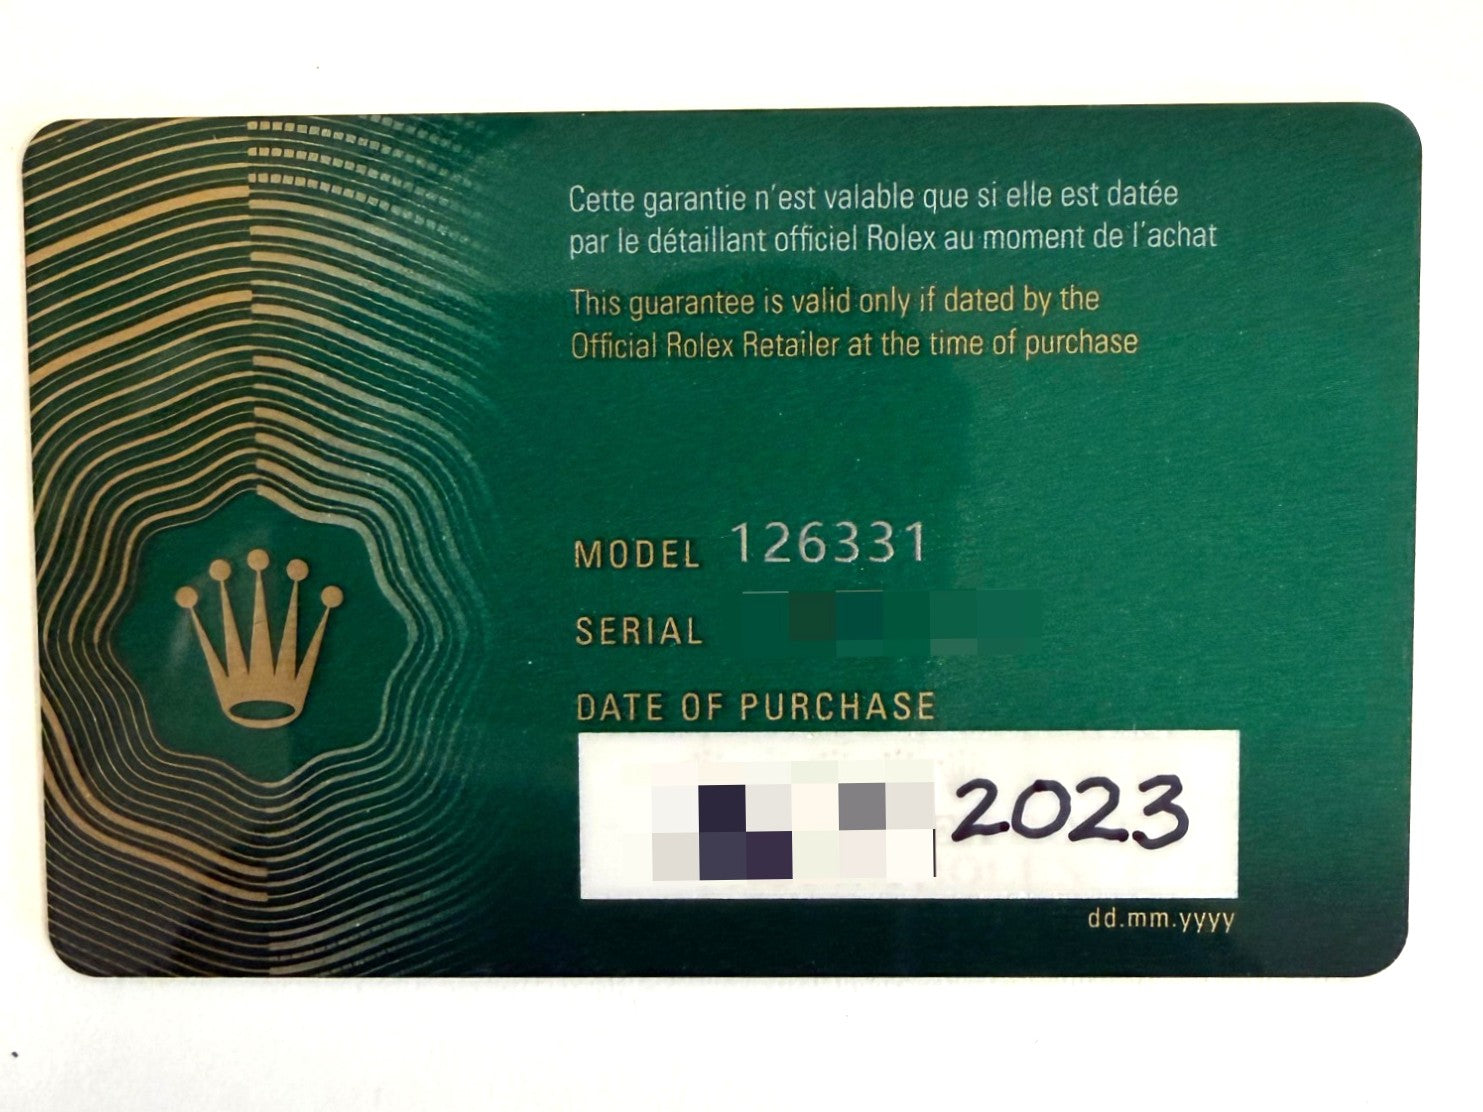 Cette garantie n'est valable que si elle est datée
par le détaillant officiel Rolex au moment de l'achat
This guarantee is valid only if dated by the
Official Rolex Retailer at the time of purchase
MODEL 126331
SERIAL
DATE OF PURCHASE
2023
dd.mm.yyyy